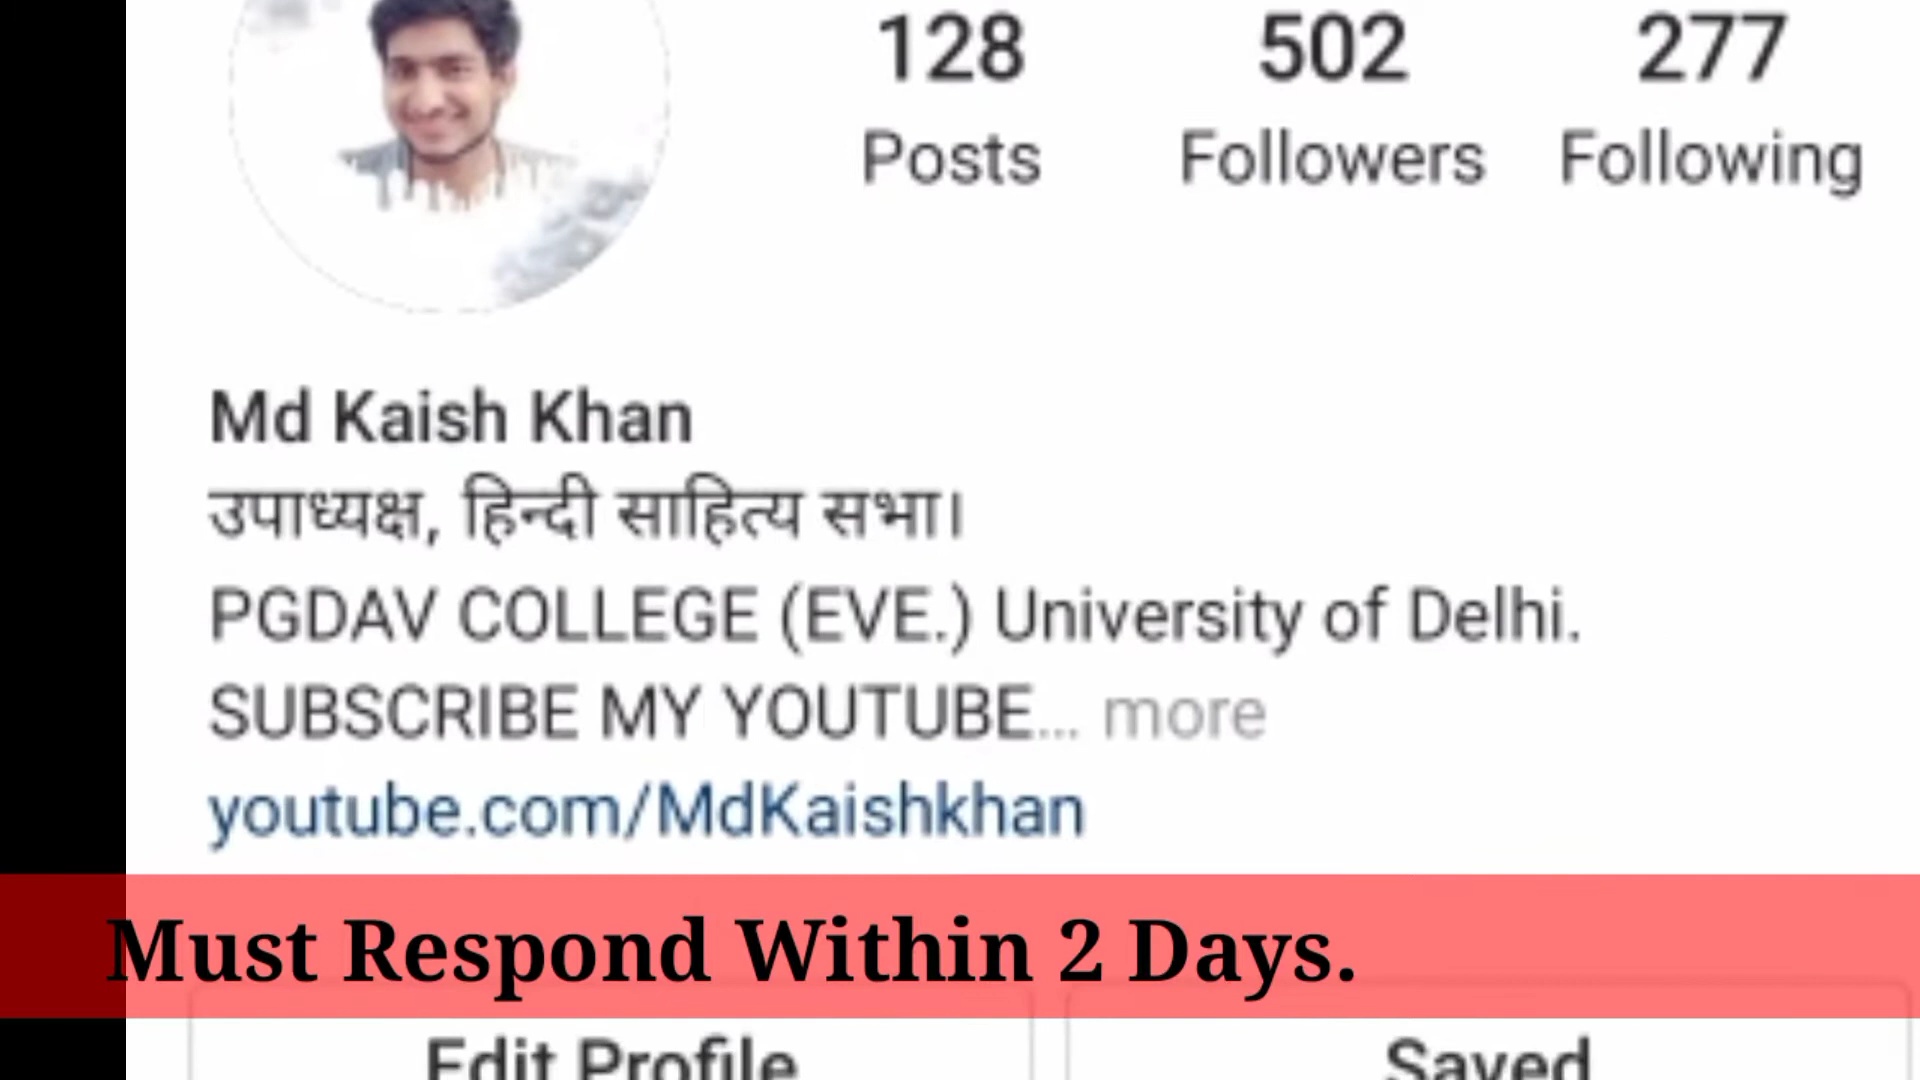 128 502 277
Posts Followers Following
Md Kaish Khan
उपाध्यक्ष, हिन्दी साहित्य सभा।
PGDAV COLLEGE (EVE.) University of Delhi.
SUBSCRIBE MY YOUTUBE... more
youtube.com/MdKaishkhan
Must Respond Within 2 Days.
Edit Profile Saved